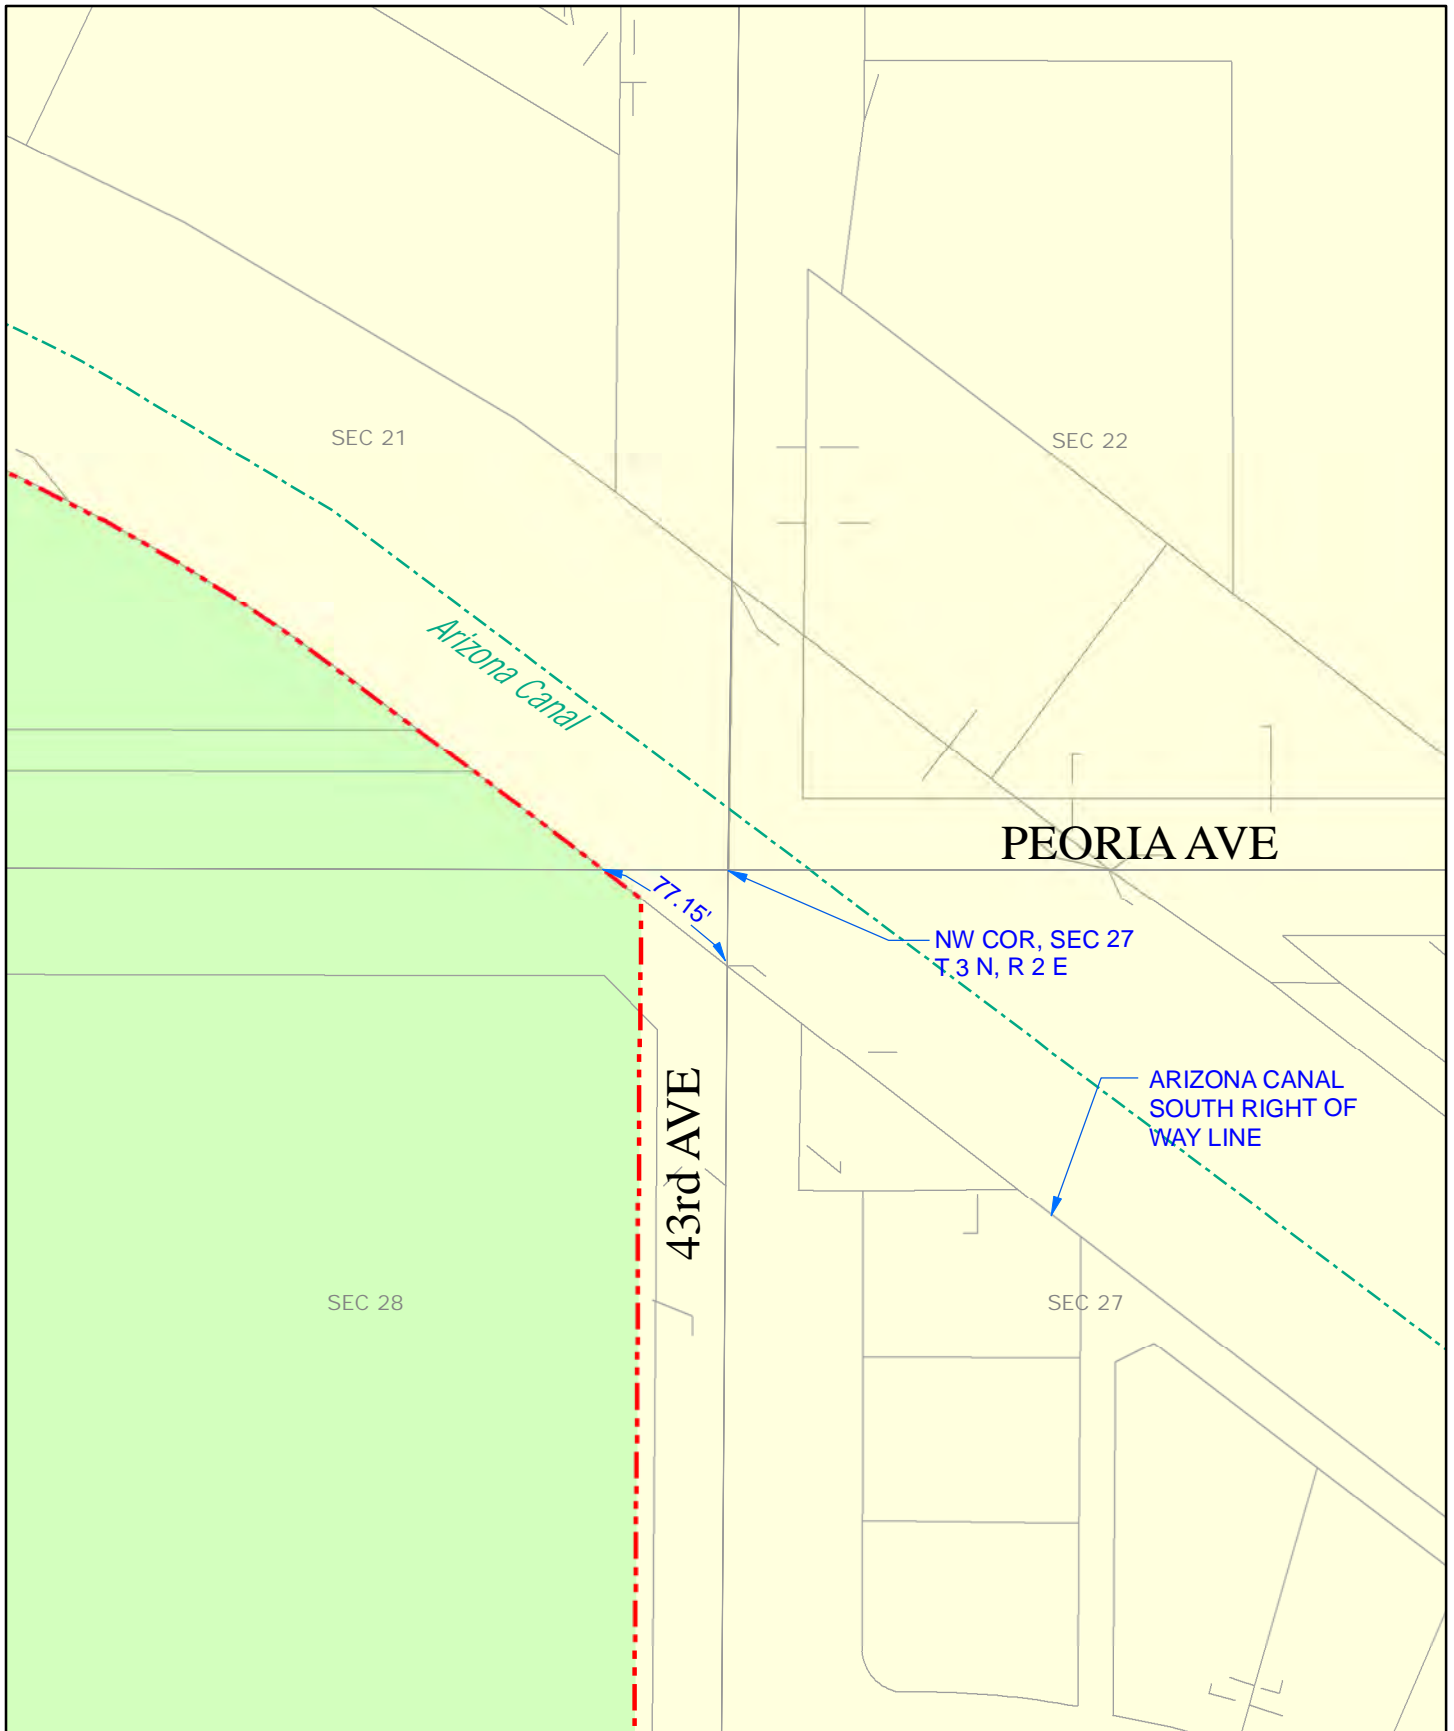 SEC 21
SEC 22
Arizona Canal
PEORIA AVE
77.15'
NW COR, SEC 27
T 3 N, R 2 E
ARIZONA CANAL
SOUTH RIGHT OF
WAY LINE
43rd AVE
SEC 28
SEC 27